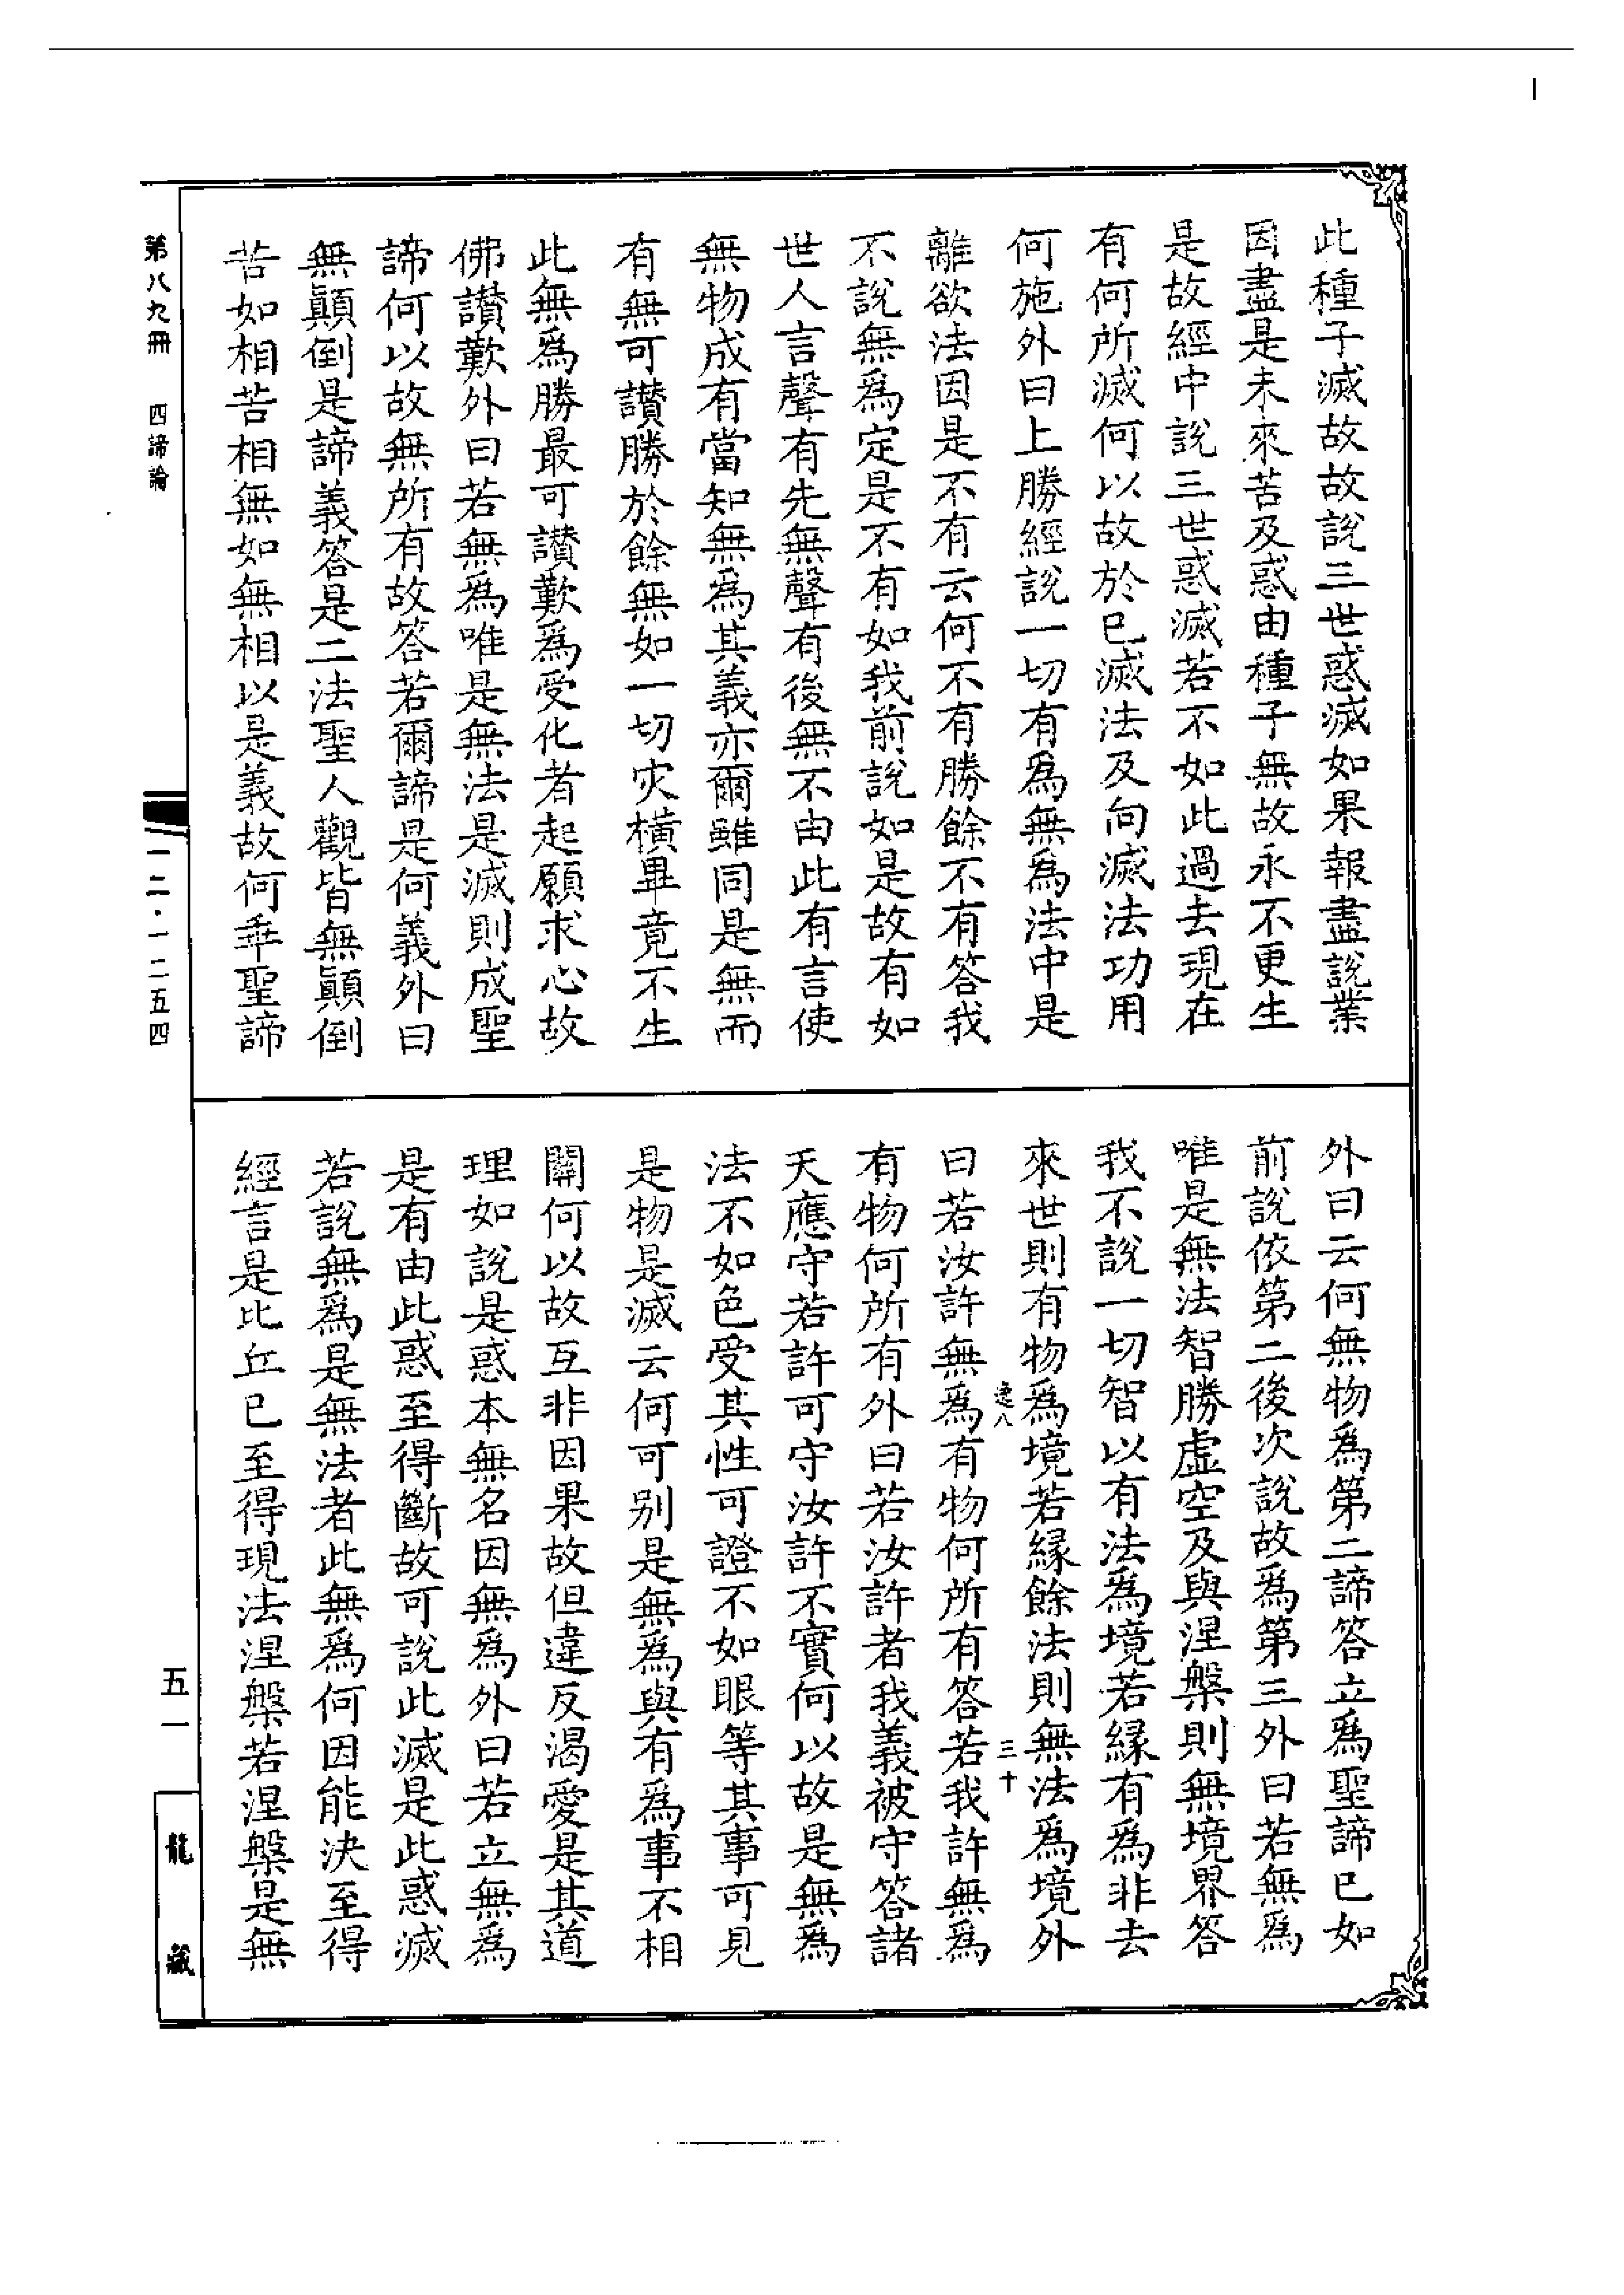 此種子滅故故說三世惑滅如果報盡說業
因盡是未來苦及惑由種子無故永不更生
是故經中說三世惑滅若不如此過去現在
有何所滅何以故於已滅法及向滅法功用
何施外曰上勝經說一切有爲無爲法中是
離欲法因是不有云何不有勝餘不有答我
不說無爲定是不有如我前說如是故有如
世人言聲有先無聲有後無不由此有言使
無物成有當知無爲其義亦爾雖同是無而
有無可讃勝於餘無如一切灾橫畢竟不生
此無爲勝最可讃歎爲受化者起願求心故
佛讃歎外曰若無爲唯是無法是滅則成聖
諦何以故無所有故答若爾諦是何義外曰
無顛倒是諦義答是二法聖人觀皆無顛倒
苦如相苦相無如無相以是義故何乖聖諦
外曰云何無物爲第二諦答立爲聖諦已如
前說依第二後次說故爲第三外曰若無爲
唯是無法智勝虛空及與涅槃則無境界答
我不說一切智以有法爲境若緣有爲非去
來世則有物爲境若緣餘法則無法爲境外
曰若汝許無爲有物何所有答若我許無爲
有物何所有外曰若汝許者我義被守答諸
天應守若許可守汝許不實何以故是無爲
法不如色受其性可證不如眼等其事可見
是物是滅云何可别是無爲與有爲事不相
關何以故互非因果故但違反渴愛是其道
理如說是惑本無名因無爲外曰若立無爲
是有由此惑至得斷故可說此滅是此惑滅
若說無爲是無法者此無爲何因能決至得
經言是比丘已至得現法涅槃若涅槃是無
第八九冊
四諦論
一二·一二五四
五一
龍藏
逸八
三十